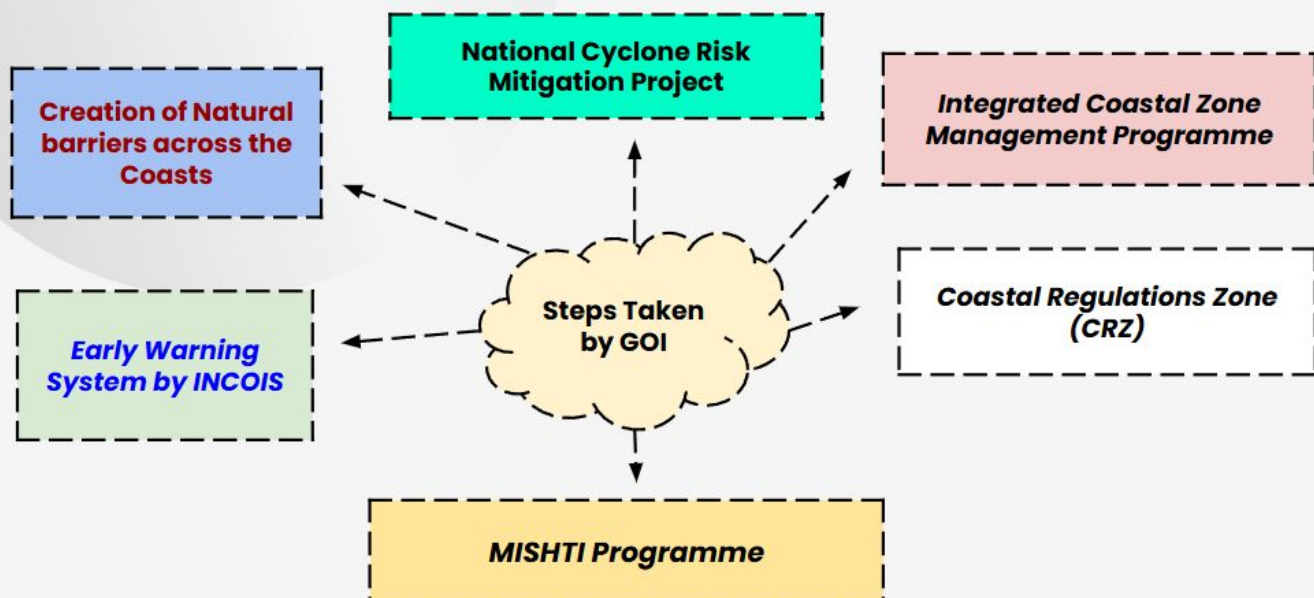 National Cyclone Risk
Mitigation Project
Creation of Natural
barriers across the
Coasts
Integrated Coastal Zone
Management Programme
Steps Taken
by GOI
Coastal Regulations Zone
(CRZ)
Early Warning
System by INCOIS
MISHTI Programme